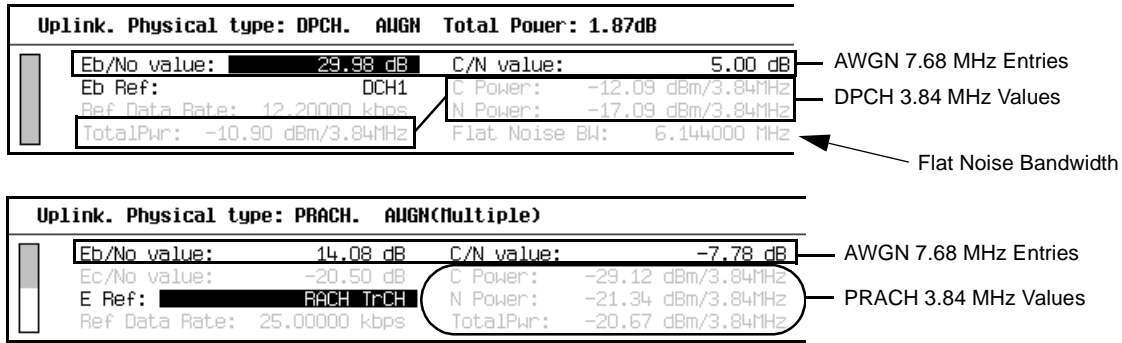 Uplink. Physical type: DPCH. AWGN Total Power: 1.87dB
Eb/No value: 29.98 dB C/N value: 5.00 dB
AWGN 7.68 MHz Entries
Eb Ref: DCH1 C Power: -12.09 dBm/3.84MHz
DPCH 3.84 MHz Values
Ref Data Rate: 12.20000 kbps N Power: -17.09 dBm/3.84MHz
TotalPwr: -10.90 dBm/3.84MHz Flat Noise BW: 6.144000 MHz
Flat Noise Bandwidth
Uplink. Physical type: PRACH. AWGN(Multiple)
Eb/No value: 14.08 dB C/N value: -7.78 dB
AWGN 7.68 MHz Entries
Ec/No value: -20.50 dB C Power: -29.12 dBm/3.84MHz
E Ref: RACH TrCH N Power: -21.34 dBm/3.84MHz
PRACH 3.84 MHz Values
Ref Data Rate: 25.00000 kbps TotalPwr: -20.67 dBm/3.84MHz